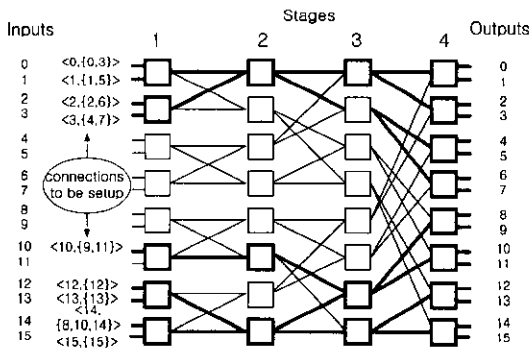 Stages
Inputs 1 2 3 4 Outputs
0 <0,{0,3}> 0
1 <1,{1,5}> 1
2 <2,{2,6}> 2
3 <3,{4,7}> 3
4 4
5 5
6 connections 6
7 to be setup 7
8 8
9 9
10 <10,{9,11}> 10
11 11
12 <12,{12}> 12
13 <13,{13}> 13
<14,
14 {8,10,14}> 14
15 <15,{15}> 15